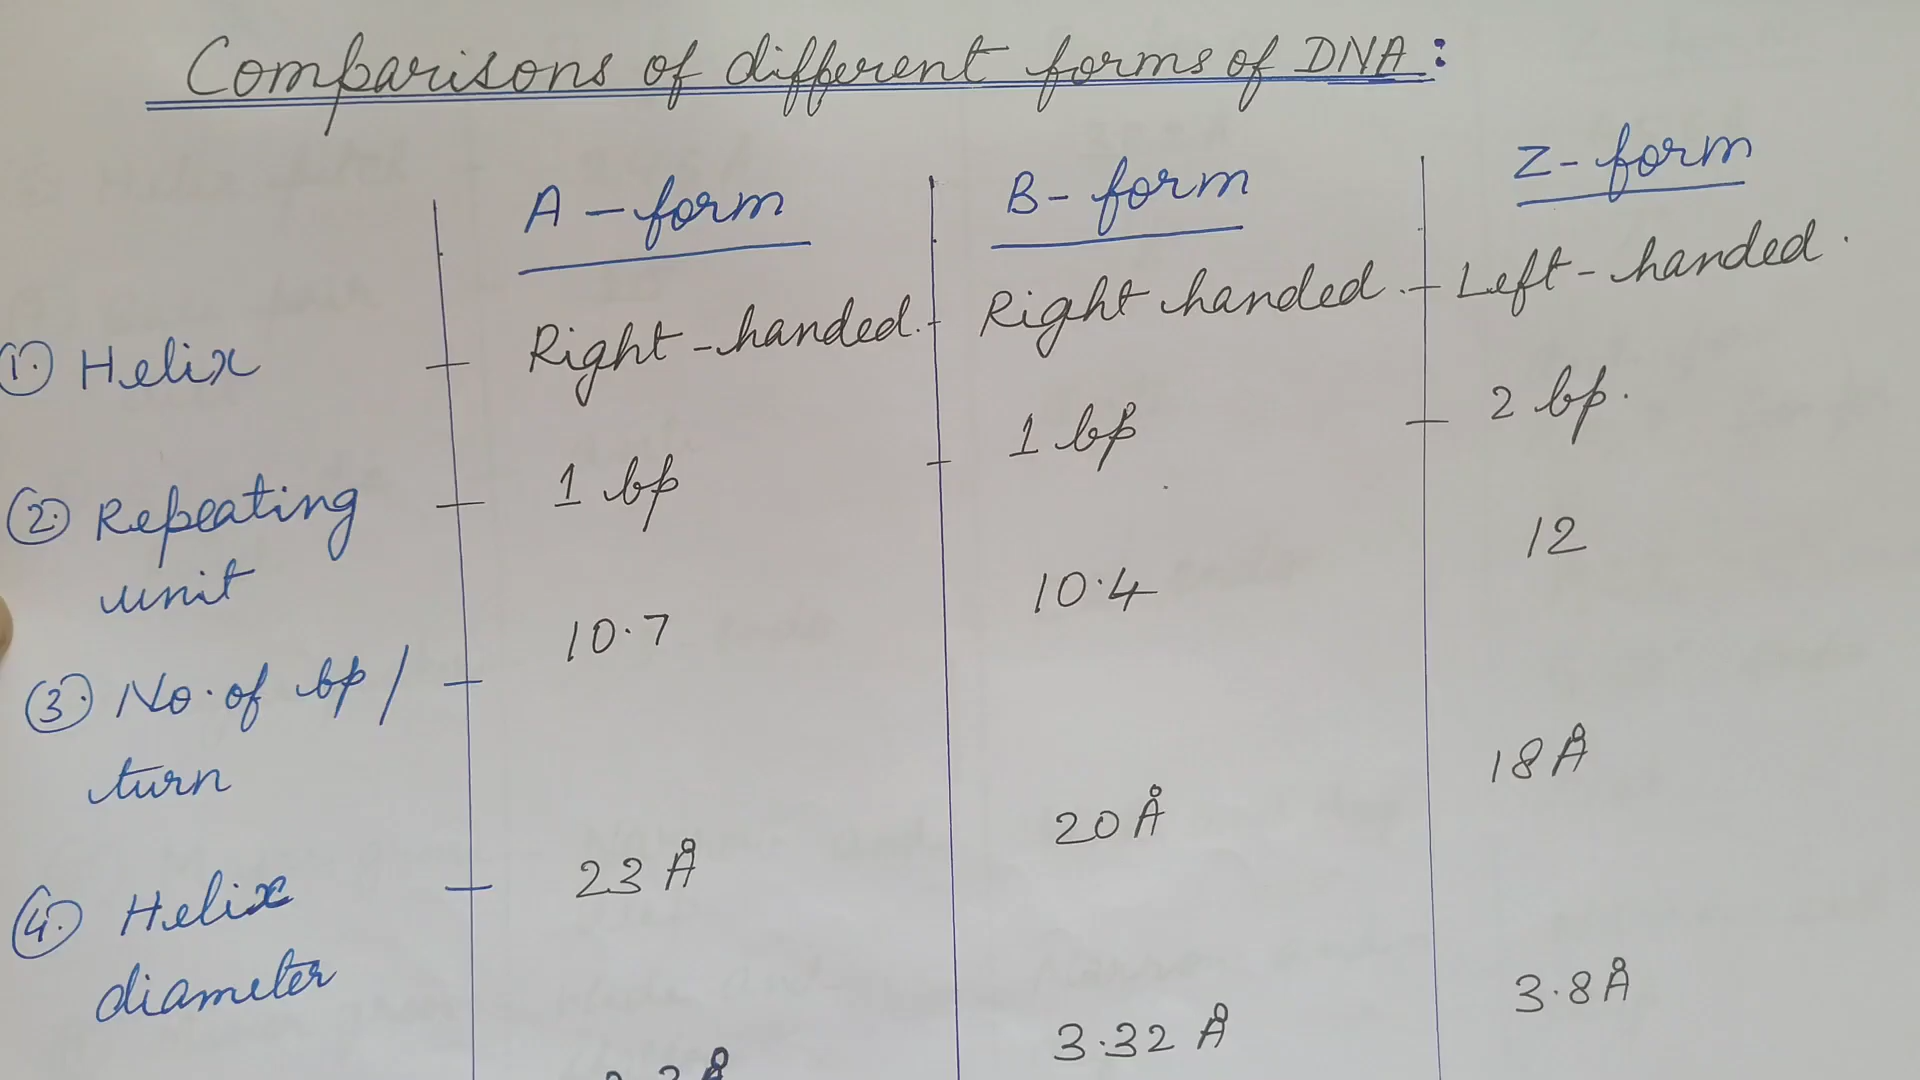 Comparisons of different forms of DNA :
A - form B - form Z - form
① Helix Right-handed. Right handed. Left-handed.
② Repeating unit 1 bp 1 bp 2 bp.
③ No. of bp / turn 10.7 10.4 12
④ Helix diameter 23 Å 20 Å 18 Å
3.32 Å 3.8 Å